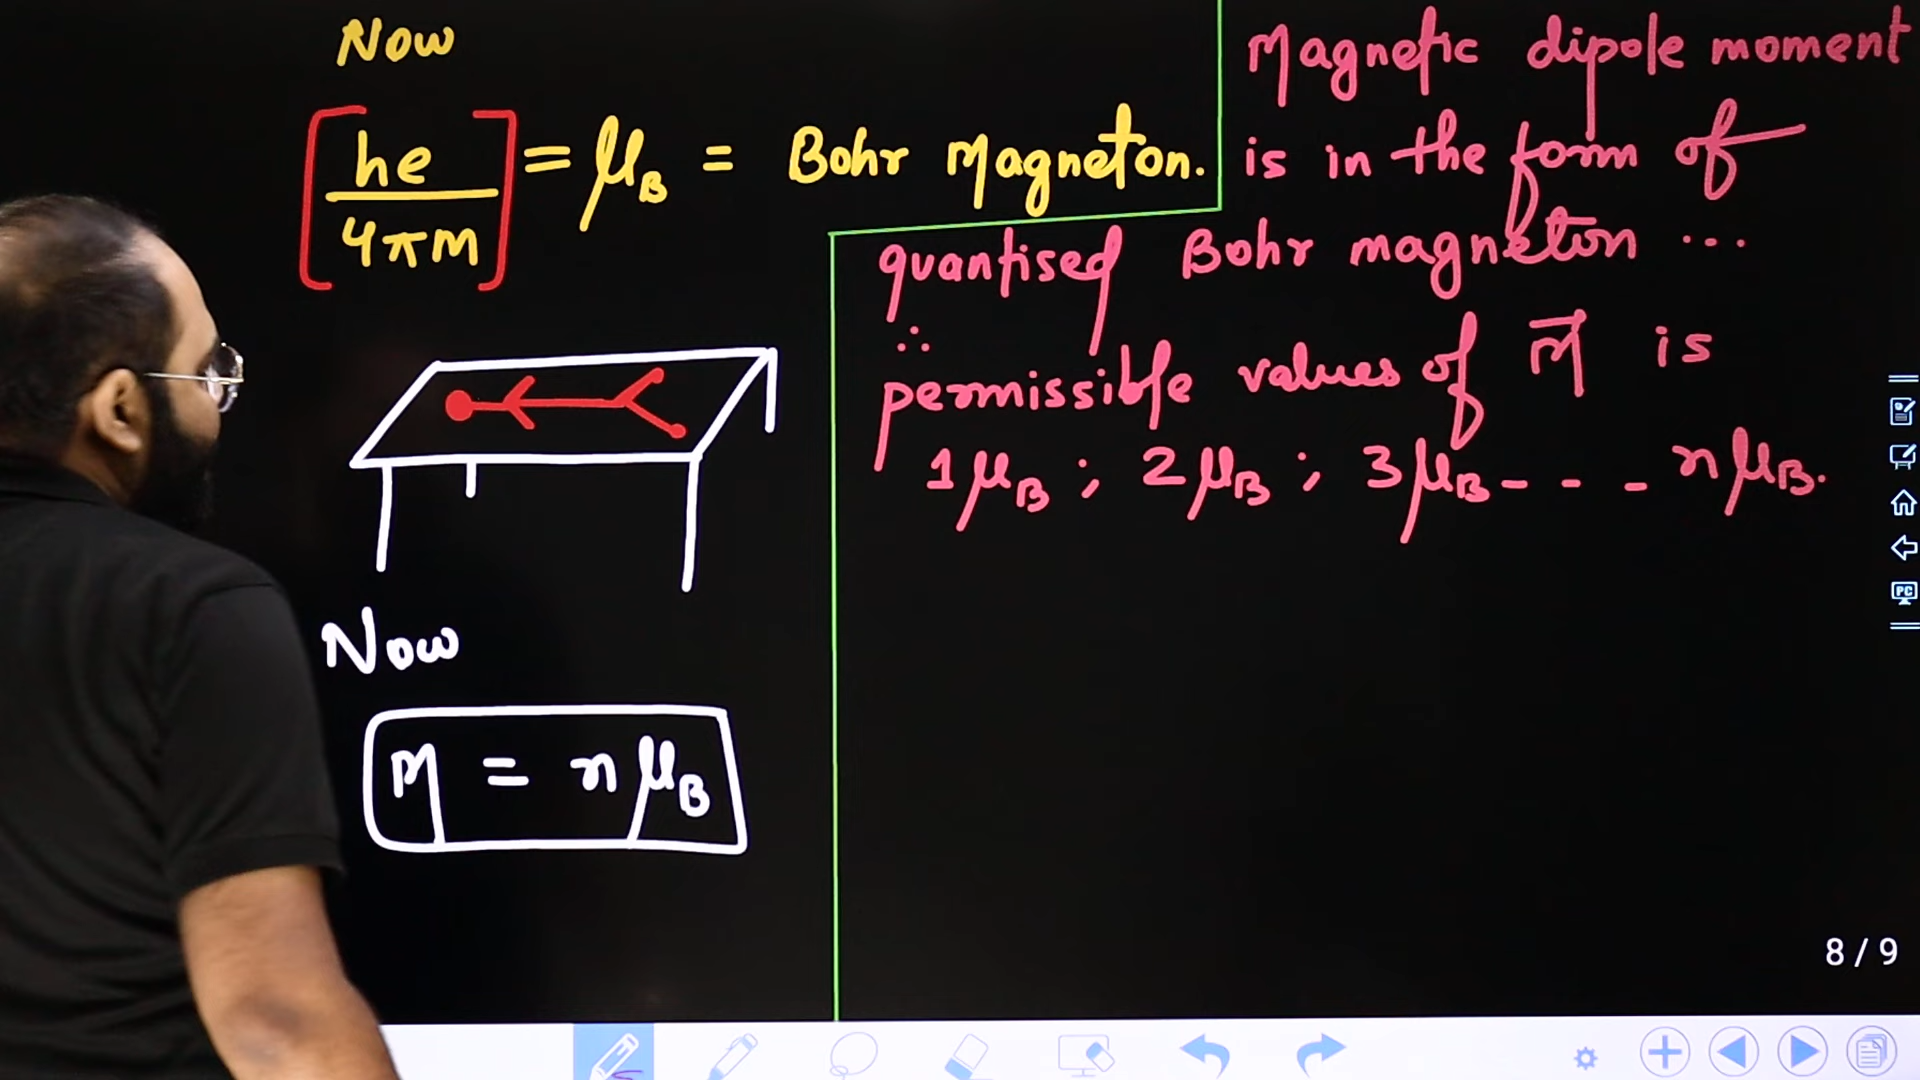 Now
[he/4πm] = μB = Bohr Magneton.
Now
M = nμB
Magnetic dipole moment
is in the form of
quantised Bohr magneton ...
∴
permissible values of M⃗ is
1μB ; 2μB ; 3μB - - - nμB.
PC
8 / 9